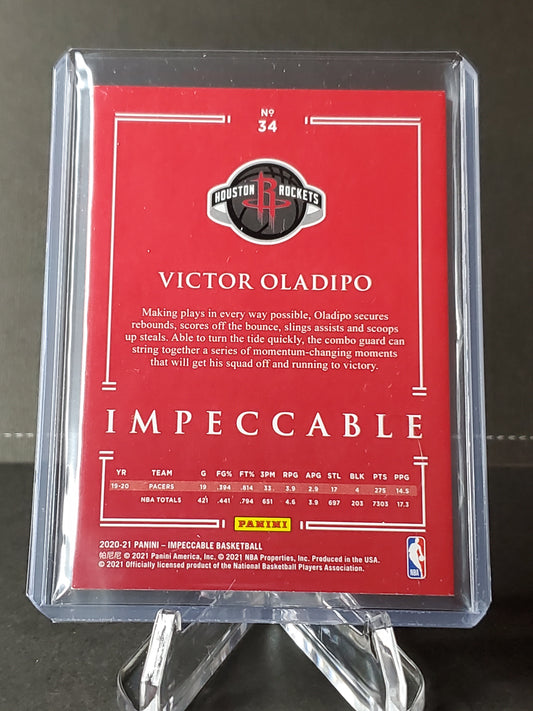 Nº
34
HOUSTON R ROCKETS
VICTOR OLADIPO
Making plays in every way possible, Oladipo secures
rebounds, scores off the bounce, slings assists and scoops
up steals. Able to turn the tide quickly, the combo guard can
string together a series of momentum-changing moments
that will get his squad off and running to victory.
IMPECCABLE
YR TEAM G FG% FT% 3PM RPG APG STL BLK PTS PPG
19-20 PACERS 19 .394 .814 33 3.9 2.9 17 4 275 14.5
NBA TOTALS 421 .441 .794 651 4.6 3.9 697 203 7303 17.3
PANINI
2020-21 PANINI – IMPECCABLE BASKETBALL
帕尼尼 © 2021 Panini America, Inc. © 2021 NBA Properties, Inc. Produced in the USA.
© 2021 Officially licensed product of the National Basketball Players Association.
NBA